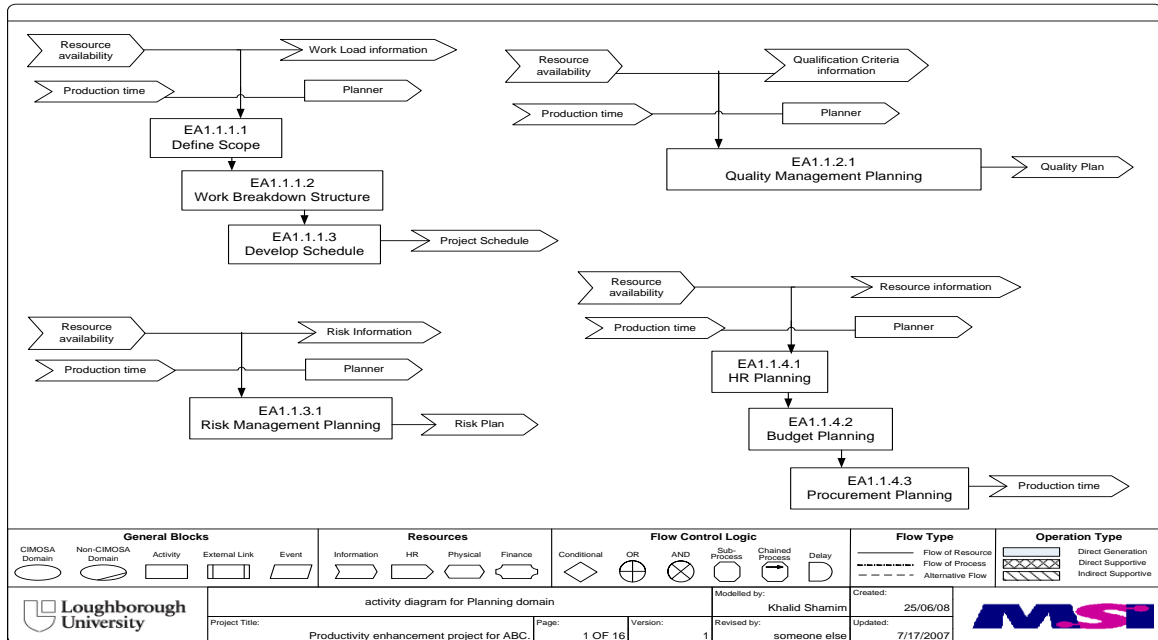 Resource
availability
Work Load information
Production time
Planner
EA1.1.1.1
Define Scope
EA1.1.1.2
Work Breakdown Structure
EA1.1.1.3
Develop Schedule
Project Schedule
Resource
availability
Qualification Criteria
information
Production time
Planner
EA1.1.2.1
Quality Management Planning
Quality Plan
Resource
availability
Risk Information
Production time
Planner
EA1.1.3.1
Risk Management Planning
Risk Plan
Resource
availability
Resource information
Production time
Planner
EA1.1.4.1
HR Planning
EA1.1.4.2
Budget Planning
EA1.1.4.3
Procurement Planning
Production time
General Blocks
CIMOSA
Domain
Non-CIMOSA
Domain
Activity
External Link
Event
Resources
Information
HR
Physical
Finance
Flow Control Logic
Conditional
OR
AND
Sub-
Process
Chained
Process
Delay
Flow Type
Flow of Resource
Flow of Process
Alternative Flow
Operation Type
Direct Generation
Direct Supportive
Indirect Supportive
Loughborough
University
activity diagram for Planning domain
Modelled by:
Khalid Shamim
Created:
25/06/08
Project Title:
Productivity enhancement project for ABC.
Page:
1 OF 16
Version:
1
Revised by:
someone else
Updated:
7/17/2007
MSI